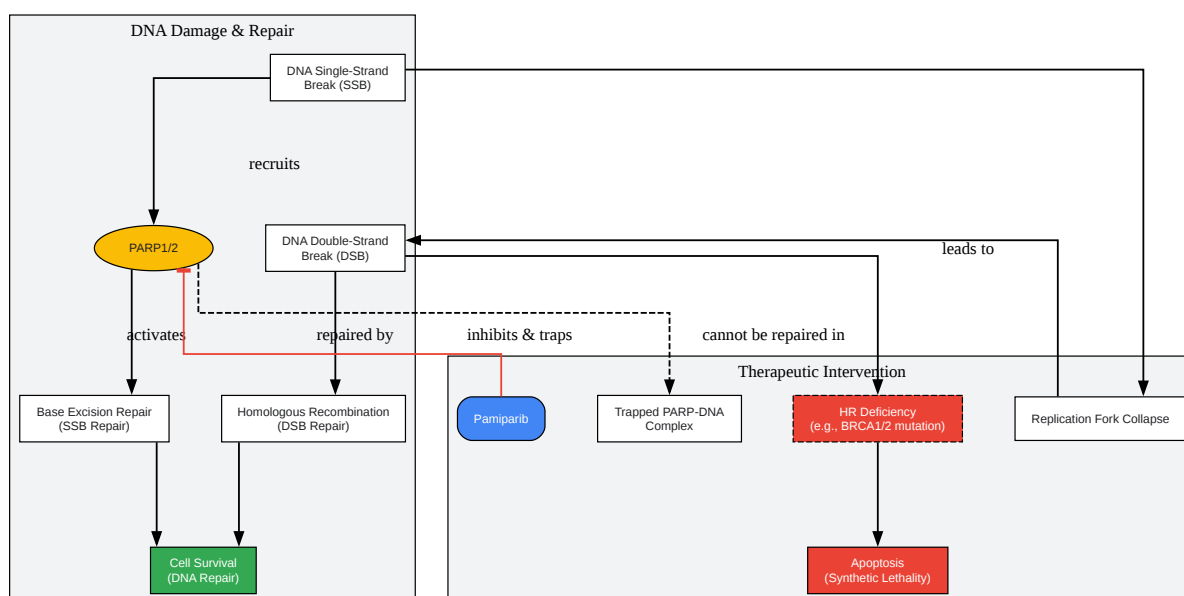 DNA Damage & Repair
DNA Single-Strand
Break (SSB)
recruits
PARP1/2
DNA Double-Strand
Break (DSB)
leads to
activates
repaired by
inhibits & traps
cannot be repaired in
Therapeutic Intervention
Base Excision Repair
(SSB Repair)
Homologous Recombination
(DSB Repair)
Pamiparib
Trapped PARP-DNA
Complex
HR Deficiency
(e.g., BRCA1/2 mutation)
Replication Fork Collapse
Cell Survival
(DNA Repair)
Apoptosis
(Synthetic Lethality)